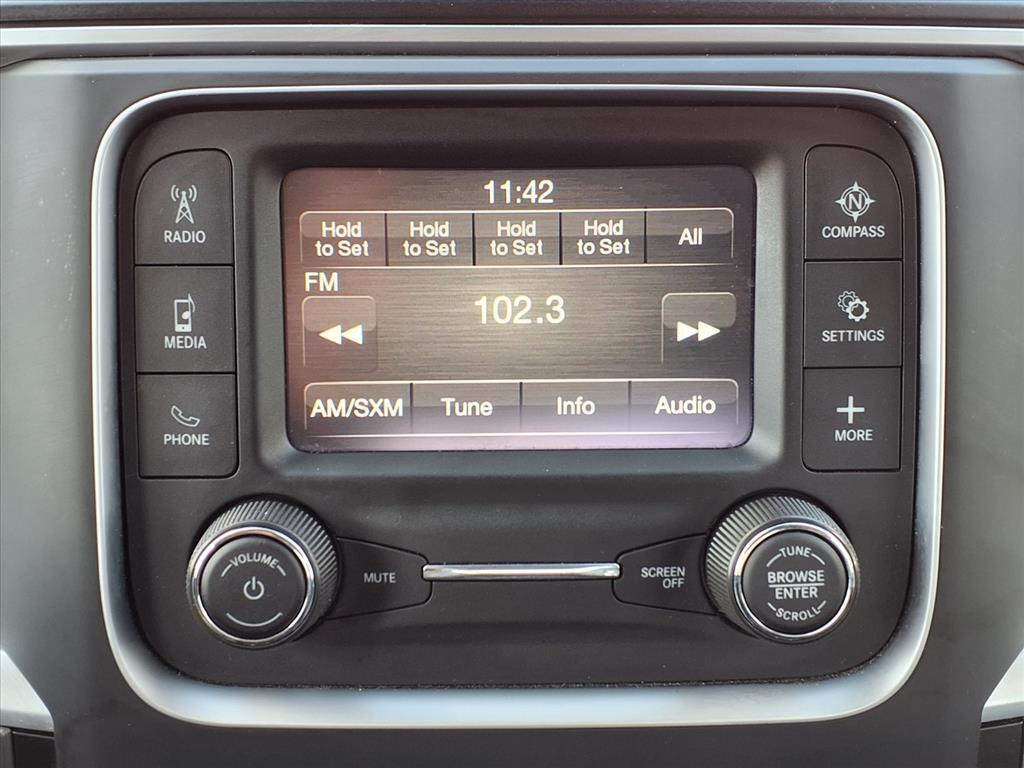 11:42
Hold to Set
Hold to Set
Hold to Set
Hold to Set
All
FM
102.3
AM/SXM
Tune
Info
Audio
RADIO
MEDIA
PHONE
N
COMPASS
SETTINGS
MORE
VOLUME
MUTE
SCREEN
OFF
TUNE
BROWSE
ENTER
SCROLL